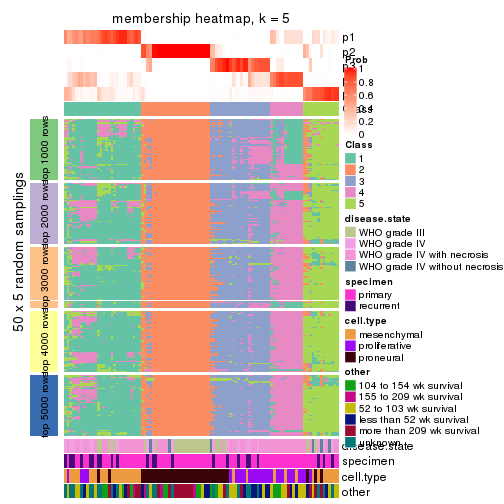 membership heatmap, k = 5
p1
p2
p3
Prob
1
0.8
0.6
0.4
0.2
0
Class
1
2
3
4
5
disease.state
WHO grade III
WHO grade IV
WHO grade IV with necrosis
WHO grade IV without necrosis
specimen
primary
recurrent
cell.type
mesenchymal
proliferative
proneural
other
104 to 154 wk survival
155 to 209 wk survival
52 to 103 wk survival
less than 52 wk survival
more than 209 wk survival
unknown
50 x 5 random samplings
top 1000 rows
top 2000 rows
top 3000 rows
top 4000 rows
top 5000 rows
disease.state
specimen
cell.type
other